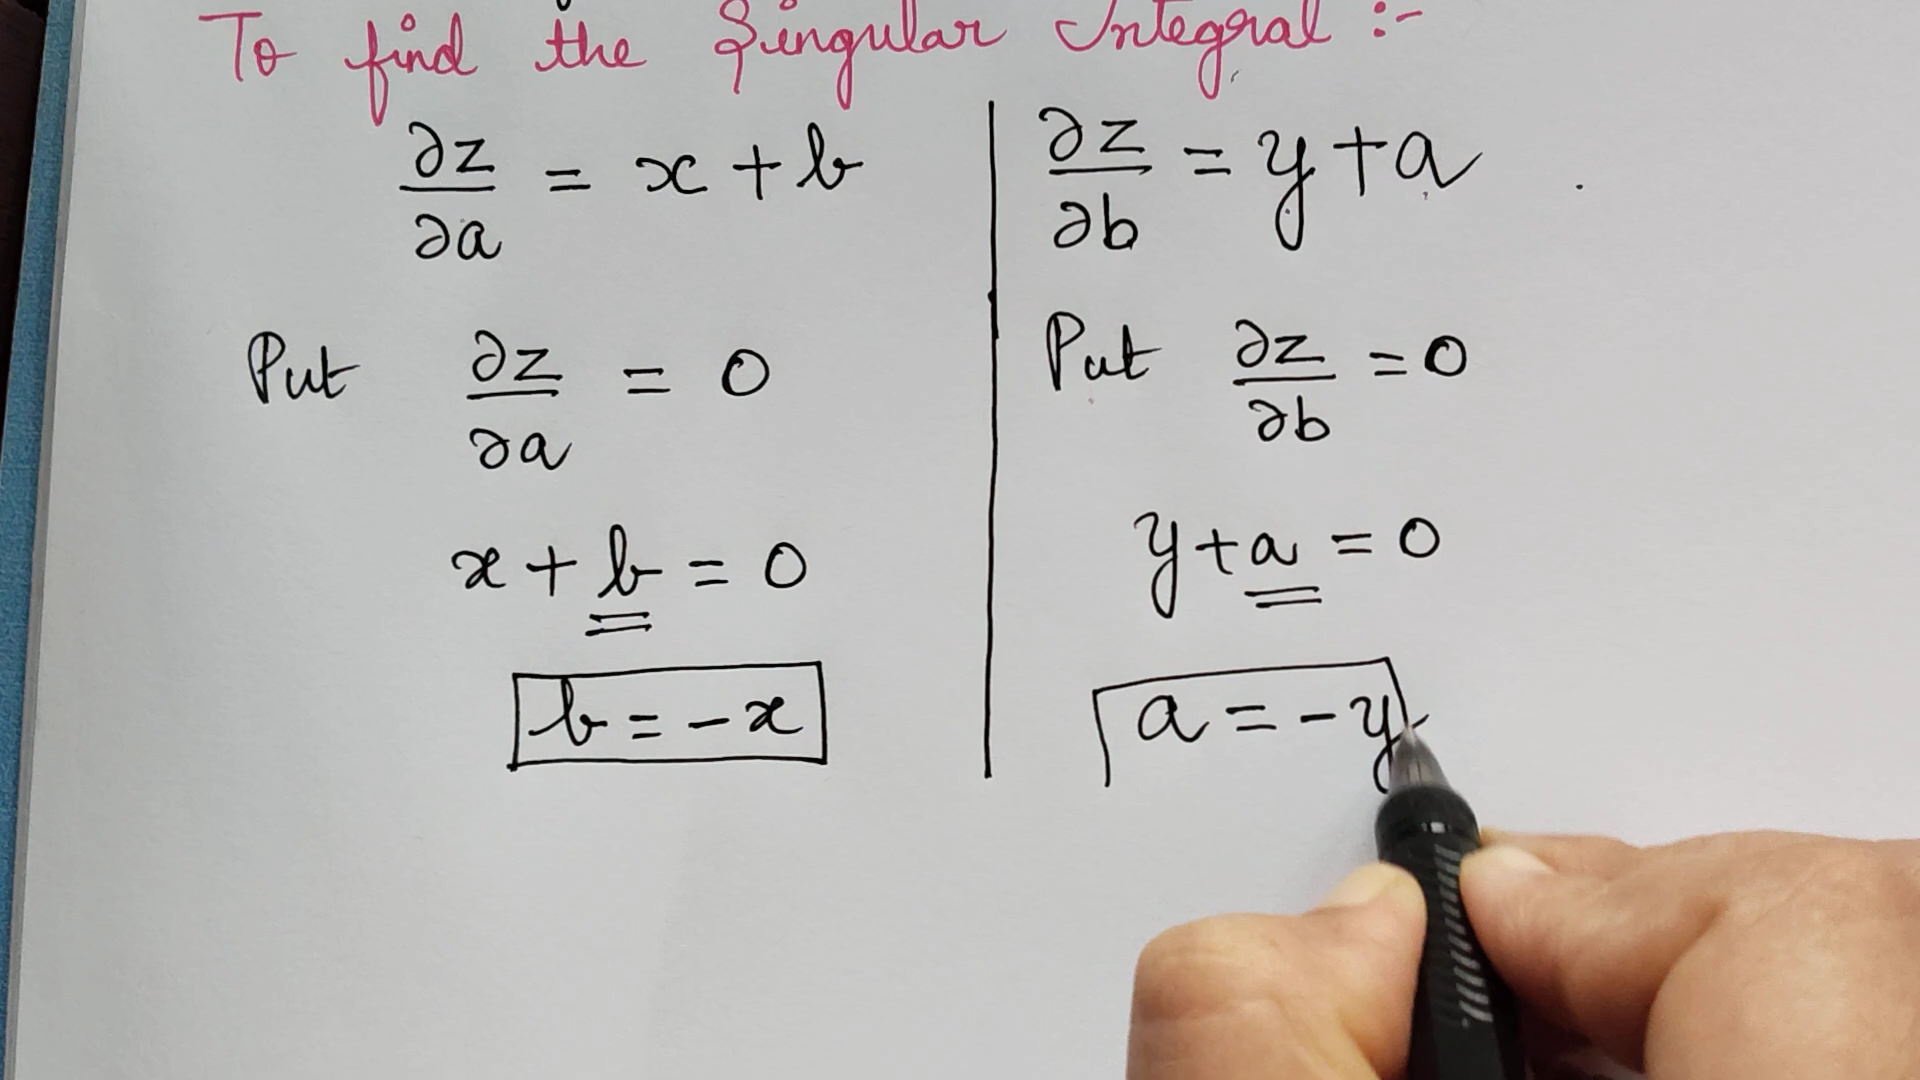 To find the Singular Integral :-
∂z/∂a = x + b
Put ∂z/∂a = 0
x + b = 0
b = -x
∂z/∂b = y + a
Put ∂z/∂b = 0
y + a = 0
a = -y